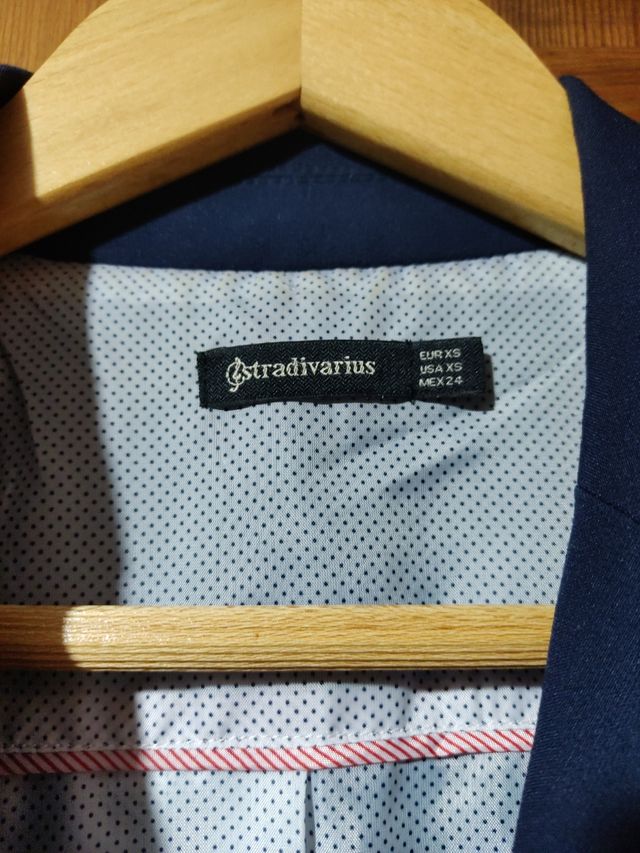 stradivarius
EUR XS
USA XS
MEX 24